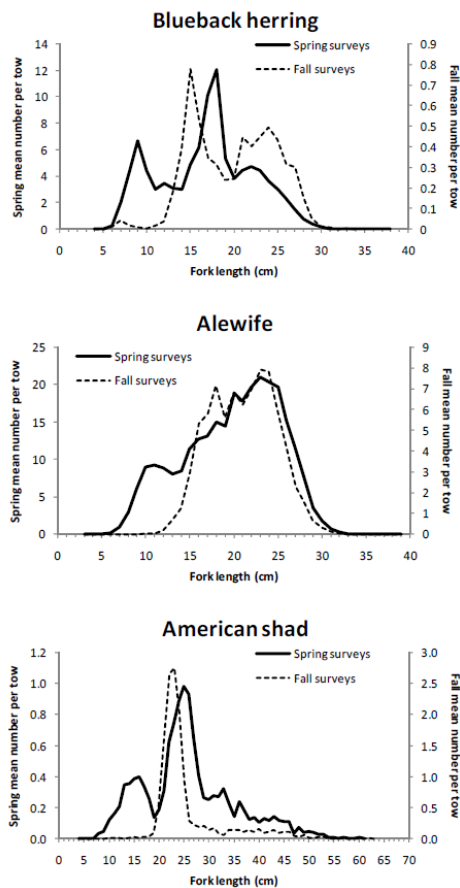 Blueback herring
Spring surveys
Fall surveys
Spring mean number per tow
14
12
10
8
6
4
2
0
0.9
0.8
0.7
0.6
0.5
0.4
0.3
0.2
0.1
0
Fall mean number per tow
0 5 10 15 20 25 30 35 40
Fork length (cm)
Alewife
Spring surveys
Fall surveys
Spring mean number per tow
25
20
15
10
5
0
9
8
7
6
5
4
3
2
1
0
Fall mean number per tow
0 5 10 15 20 25 30 35 40
Fork length (cm)
American shad
Spring surveys
Fall surveys
Spring mean number per tow
1.2
1.0
0.8
0.6
0.4
0.2
0.0
3.0
2.5
2.0
1.5
1.0
0.5
0.0
Fall mean number per tow
0 5 10 15 20 25 30 35 40 45 50 55 60 65 70
Fork length (cm)